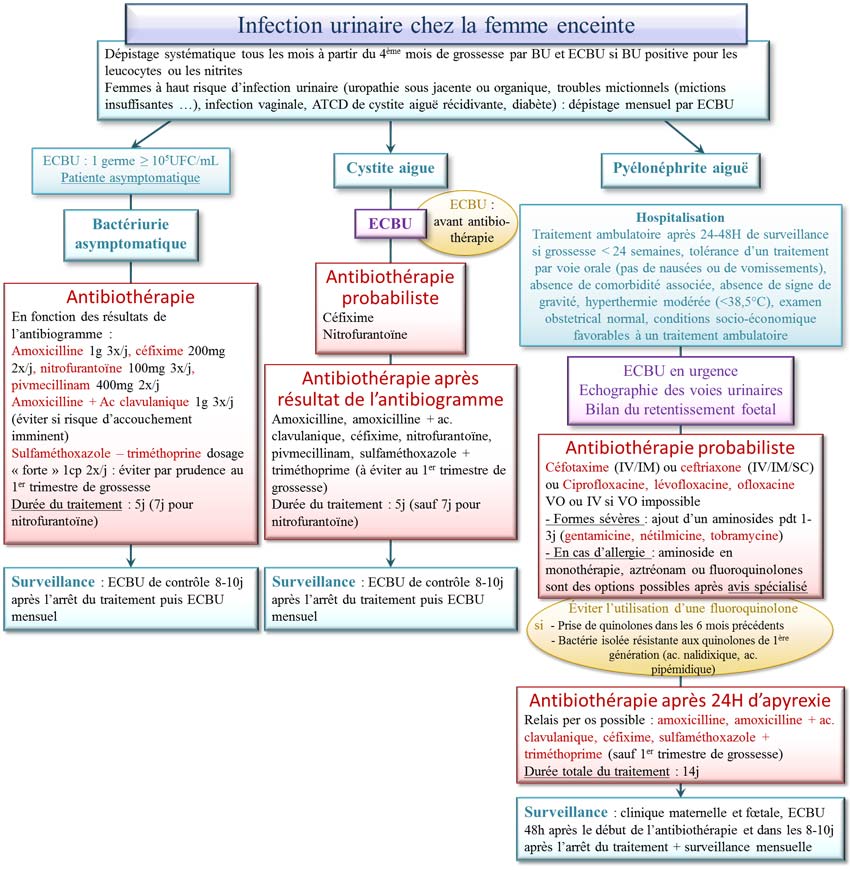 Infection urinaire chez la femme enceinte
Dépistage systématique tous les mois à partir du 4ème mois de grossesse par BU et ECBU si BU positive pour les
leucocytes ou les nitrites
Femmes à haut risque d'infection urinaire (uropathie sous jacente ou organique, troubles mictionnels (mictions
insuffisantes …), infection vaginale, ATCD de cystite aiguë récidivante, diabète) : dépistage mensuel par ECBU
ECBU : 1 germe ≥ 10⁵UFC/mL
Patiente asymptomatique
Bactériurie
asymptomatique
Antibiothérapie
En fonction des résultats de
l'antibiogramme :
Amoxicilline 1g 3x/j, céfixime 200mg
2x/j, nitrofurantoïne 100mg 3x/j,
pivmecillinam 400mg 2x/j
Amoxicilline + Ac clavulanique 1g 3x/j
(éviter si risque d'accouchement
imminent)
Sulfaméthoxazole – triméthoprine dosage
« forte » 1cp 2x/j : éviter par prudence au
1er trimestre de grossesse
Durée du traitement : 5j (7j pour
nitrofurantoïne)
Surveillance : ECBU de contrôle 8-10j
après l'arrêt du traitement puis ECBU
mensuel
Cystite aigue
ECBU
ECBU :
avant antibio-
thérapie
Antibiothérapie
probabiliste
Céfixime
Nitrofurantoïne
Antibiothérapie après
résultat de l'antibiogramme
Amoxicilline, amoxicilline + ac.
clavulanique, céfixime, nitrofurantoïne,
pivmecillinam, sulfaméthoxazole +
triméthoprime (à éviter au 1er trimestre de
grossesse)
Durée du traitement : 5j (sauf 7j pour
nitrofurantoïne)
Surveillance : ECBU de contrôle 8-10j
après l'arrêt du traitement puis ECBU
mensuel
Pyélonéphrite aiguë
Hospitalisation
Traitement ambulatoire après 24-48H de surveillance
si grossesse < 24 semaines, tolérance d'un traitement
par voie orale (pas de nausées ou de vomissements),
absence de comorbidité associée, absence de signe de
gravité, hyperthermie modérée (<38,5°C), examen
obstetrical normal, conditions socio-économique
favorables à un traitement ambulatoire
ECBU en urgence
Echographie des voies urinaires
Bilan du retentissement foetal
Antibiothérapie probabiliste
Céfotaxime (IV/IM) ou ceftriaxone (IV/IM/SC)
ou Ciprofloxacine, lévofloxacine, ofloxacine
VO ou IV si VO impossible
- Formes sévères : ajout d'un aminosides pdt 1-
3j (gentamicine, nétilmicine, tobramycine)
- En cas d'allergie : aminoside en
monothérapie, aztréonam ou fluoroquinolones
sont des options possibles après avis spécialisé
Éviter l'utilisation d'une fluoroquinolone
si - Prise de quinolones dans les 6 mois précédents
- Bactérie isolée résistante aux quinolones de 1ère
génération (ac. nalidixique, ac.
pipémidique)
Antibiothérapie après 24H d'apyrexie
Relais per os possible : amoxicilline, amoxicilline + ac.
clavulanique, céfixime, sulfaméthoxazole +
triméthoprime (sauf 1er trimestre de grossesse)
Durée totale du traitement : 14j
Surveillance : clinique maternelle et fœtale, ECBU
48h après le début de l'antibiothérapie et dans les 8-10j
après l'arrêt du traitement + surveillance mensuelle